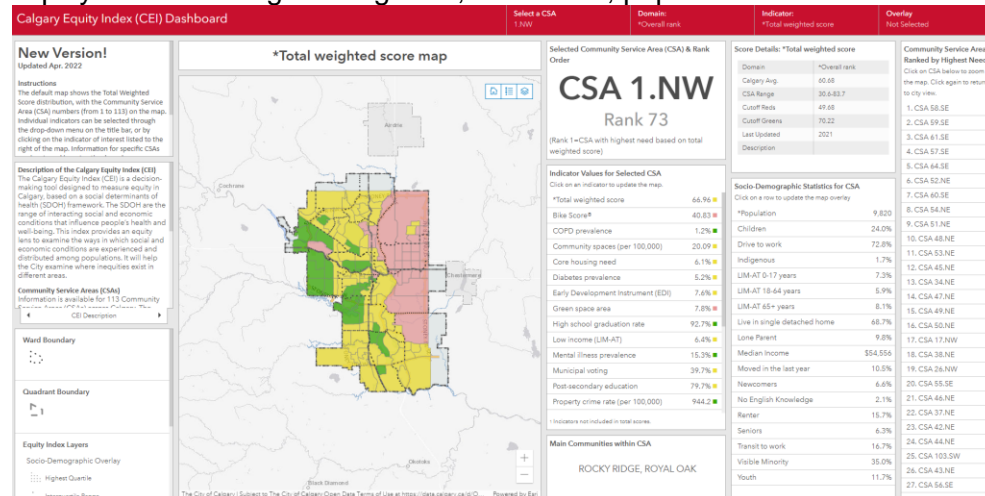 Calgary Equity Index (CEI) Dashboard
Select a CSA
1.NW
Domain:
*Overall rank
Indicator:
*Total weighted score
Overlay
Not Selected
New Version!
Updated Apr. 2022
Instructions
The default map shows the Total Weighted
Score distribution, with the Community Service
Area (CSA) numbers (from 1 to 113) on the map.
Individual indicators can be selected through
the drop-down menu on the title bar, or by
clicking on the indicator of interest listed to the
right of the map. Information for specific CSAs
Description of the Calgary Equity Index (CEI)
The Calgary Equity Index (CEI) is a decision-
making tool designed to measure equity in
Calgary, based on a social determinants of
health (SDOH) framework. The SDOH are the
range of interacting social and economic
conditions that influence people's health and
well-being. This index provides an equity
lens to examine the ways in which social and
economic conditions are experienced and
distributed among populations. It will help
the City examine where inequities exist in
different areas.
Community Service Areas (CSAs)
Information is available for 113 Community
CEI Description
Ward Boundary
Quadrant Boundary
1
Equity Index Layers
Socio-Demographic Overlay
Highest Quartile
*Total weighted score map
Airdrie
Cochrane
Chestermere
Okotoks
Black Diamond
The City of Calgary | Subject to The City of Calgary Open Data Terms of Use at https://data.calgary.ca/d/O...
Powered by Esri
Selected Community Service Area (CSA) & Rank
Order
CSA 1.NW
Rank 73
(Rank 1=CSA with highest need based on total
weighted score)
Indicator Values for Selected CSA
Click on an indicator to update the map.
*Total weighted score 66.96
Bike Score® 40.83
COPD prevalence 1.2%
Community spaces (per 100,000) 20.09
Core housing need 6.1%
Diabetes prevalence 5.2%
Early Development Instrument (EDI) 7.6%
Green space area 7.8%
High school graduation rate 92.7%
Low income (LIM-AT) 6.4%
Mental illness prevalence 15.3%
Municipal voting 39.7%
Post-secondary education 79.7%
Property crime rate (per 100,000) 944.2
¹ Indicators not included in total scores.
Main Communities within CSA
ROCKY RIDGE, ROYAL OAK
Score Details: *Total weighted score
Domain *Overall rank
Calgary Avg. 60.68
CSA Range 30.6-83.7
Cutoff Reds 49.68
Cutoff Greens 70.22
Last Updated 2021
Description
Socio-Demographic Statistics for CSA
Click on a row to update the map overlay
*Population 9,820
Children 24.0%
Drive to work 72.8%
Indigenous 1.7%
LIM-AT 0-17 years 7.3%
LIM-AT 18-64 years 5.9%
LIM-AT 65+ years 8.1%
Live in single detached home 68.7%
Lone Parent 9.8%
Median Income $54,556
Moved in the last year 10.5%
Newcomers 6.6%
No English Knowledge 2.1%
Renter 15.7%
Seniors 6.3%
Transit to work 16.7%
Visible Minority 35.0%
Youth 11.7%
Community Service Area
Ranked by Highest Need
Click on CSA below to zoom
the map. Click again to return
to city view.
1. CSA 58.SE
2. CSA 59.SE
3. CSA 61.SE
4. CSA 57.SE
5. CSA 64.SE
6. CSA 52.NE
7. CSA 60.SE
8. CSA 54.NE
9. CSA 51.NE
10. CSA 48.NE
11. CSA 53.NE
12. CSA 45.NE
13. CSA 34.NE
14. CSA 47.NE
15. CSA 49.NE
16. CSA 50.NE
17. CSA 17.NW
18. CSA 38.NE
19. CSA 26.NW
20. CSA 55.SE
21. CSA 46.NE
22. CSA 37.NE
23. CSA 42.NE
24. CSA 44.NE
25. CSA 103.SW
26. CSA 43.NE
27. CSA 56.SE